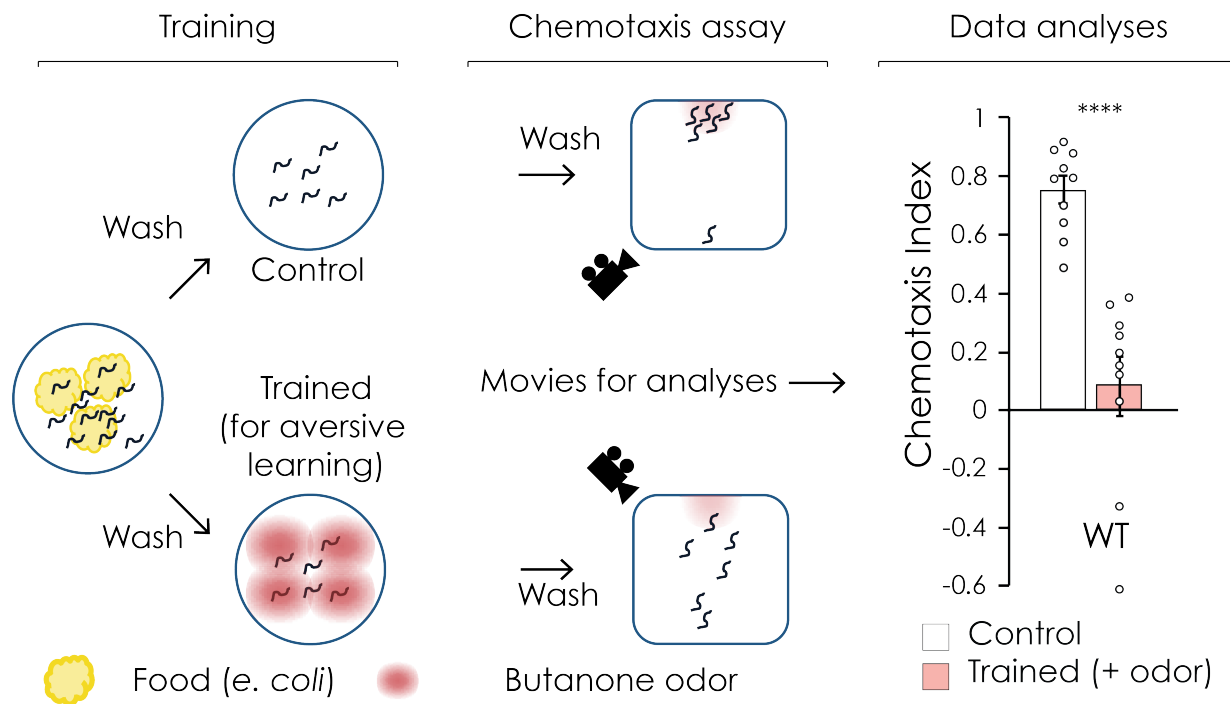 Training
Wash
Control
Trained
(for aversive
learning)
Wash
Food (e. coli)
Chemotaxis assay
Wash
Movies for analyses
Wash
Butanone odor
Data analyses
Chemotaxis Index
1
0.8
0.6
0.4
0.2
0
-0.2
-0.4
-0.6
****
WT
Control
Trained (+ odor)